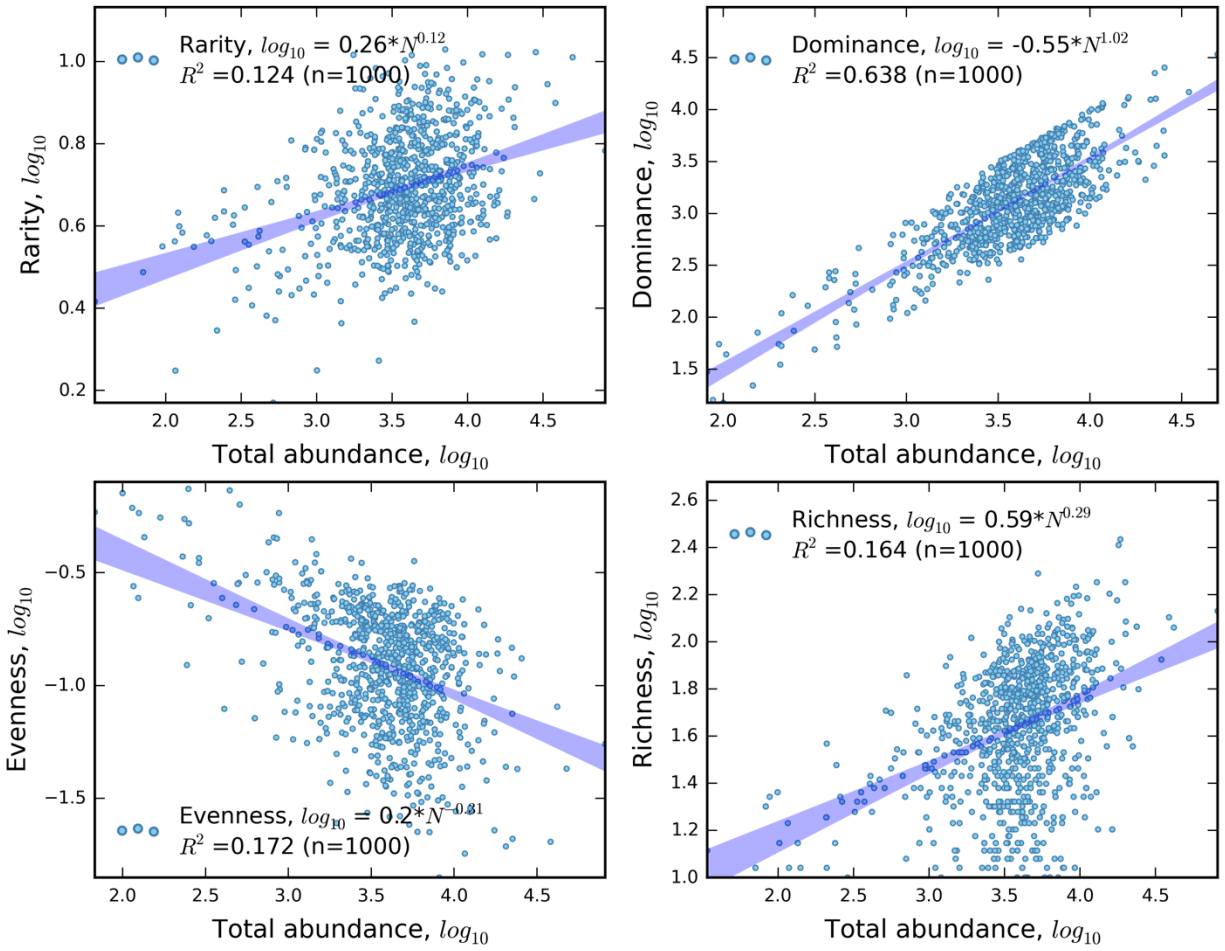 Rarity, log10 = 0.26*N^0.12
R^2 =0.124 (n=1000)
1.0
0.8
0.6
0.4
0.2
Rarity, log10
2.0 2.5 3.0 3.5 4.0 4.5
Total abundance, log10
Dominance, log10 = -0.55*N^1.02
R^2 =0.638 (n=1000)
4.5
4.0
3.5
3.0
2.5
2.0
1.5
Dominance, log10
2.0 2.5 3.0 3.5 4.0 4.5
Total abundance, log10
−0.5
−1.0
−1.5
Evenness, log10
Evenness, log10 = 0.2*N^−0.31
R^2 =0.172 (n=1000)
2.0 2.5 3.0 3.5 4.0 4.5
Total abundance, log10
Richness, log10 = 0.59*N^0.29
R^2 =0.164 (n=1000)
2.6
2.4
2.2
2.0
1.8
1.6
1.4
1.2
1.0
Richness, log10
2.0 2.5 3.0 3.5 4.0 4.5
Total abundance, log10